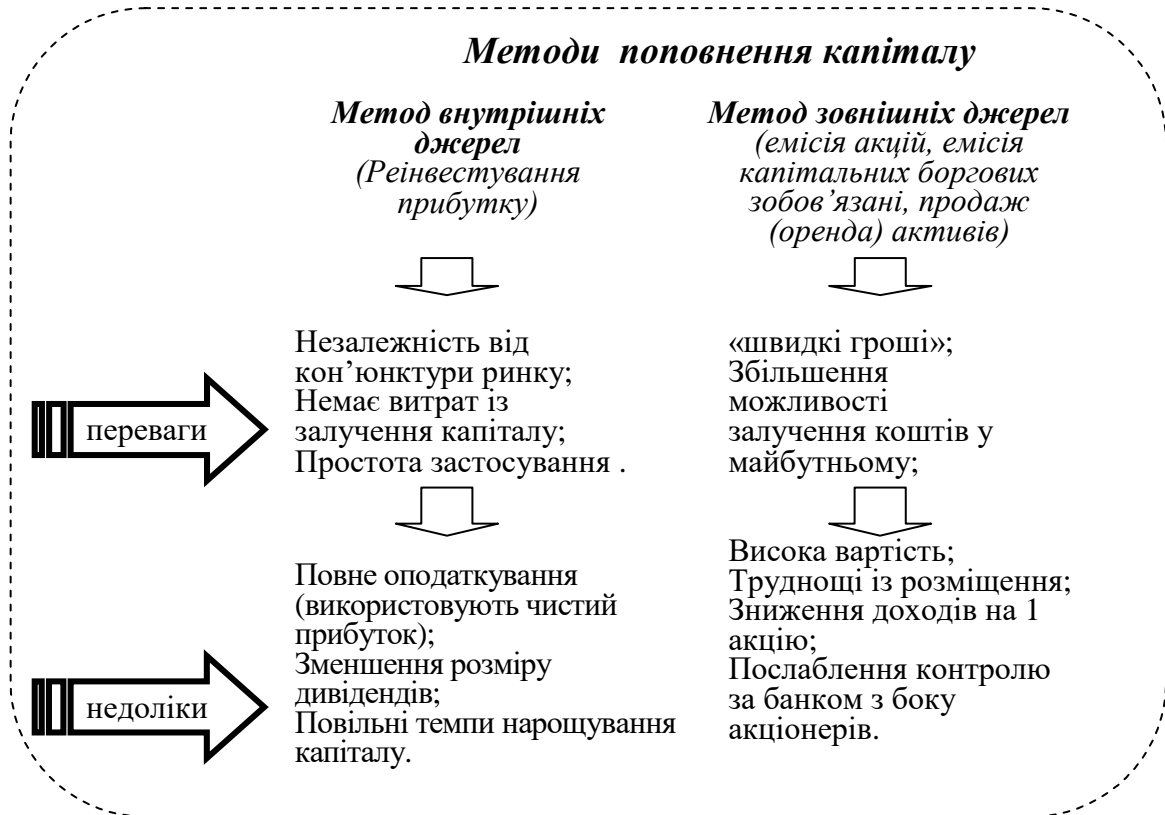 Методи поповнення капіталу
Метод внутрішніх
джерел
(Реінвестування
прибутку)
Метод зовнішніх джерел
(емісія акцій, емісія
капітальних боргових
зобов’язані, продаж
(оренда) активів)
переваги
Незалежність від
кон’юнктури ринку;
Немає витрат із
залучення капіталу;
Простота застосування .
«швидкі гроші»;
Збільшення
можливості
залучення коштів у
майбутньому;
недоліки
Повне оподаткування
(використовують чистий
прибуток);
Зменшення розміру
дивідендів;
Повільні темпи нарощування
капіталу.
Висока вартість;
Труднощі із розміщення;
Зниження доходів на 1
акцію;
Послаблення контролю
за банком з боку
акціонерів.